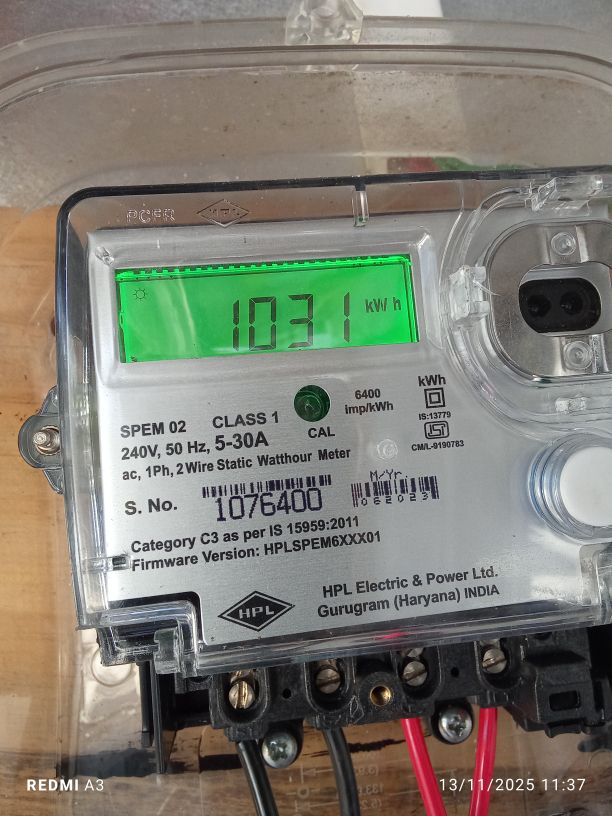 PCFR HPL
1031 kWh
6400
imp/kWh
kWh
IS:13779
ISI
CM/L-9190783
SPEM 02 CLASS 1
CAL
240V, 50 Hz, 5-30A
ac, 1Ph, 2 Wire Static Watthour Meter
M/Yr
S. No. 1076400 062023
Category C3 as per IS 15959:2011
Firmware Version: HPLSPEM6XXX01
HPL
HPL Electric & Power Ltd.
Gurugram (Haryana) INDIA
REDMI A3
13/11/2025 11:37